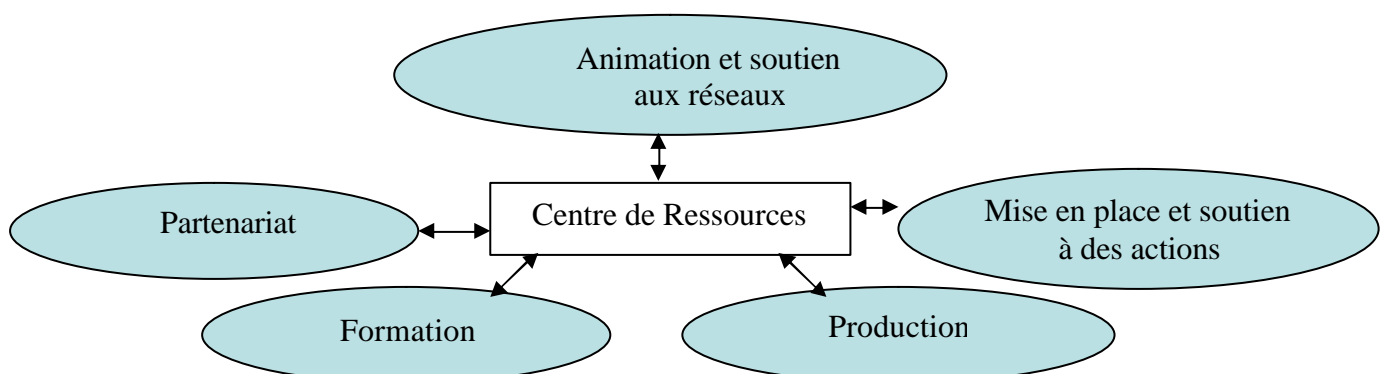 Animation et soutien
aux réseaux
Partenariat
Centre de Ressources
Mise en place et soutien
à des actions
Formation
Production